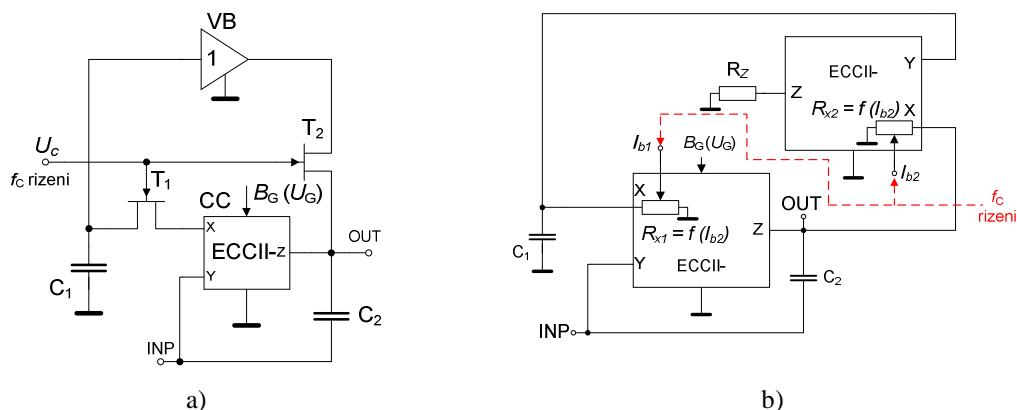 VB
1
T2
Uc
fC rizeni
T1
CC
BG (UG)
X
ECCII-
Z
Y
OUT
C1
C2
INP
a)
ECCII-
Y
RZ
Z
X
Rx2 = f (Ib2)
Ib1
BG (UG)
Ib2
OUT
fC
rizeni
X
Rx1 = f (Ib2)
Z
C1
Y
ECCII-
C2
INP
b)